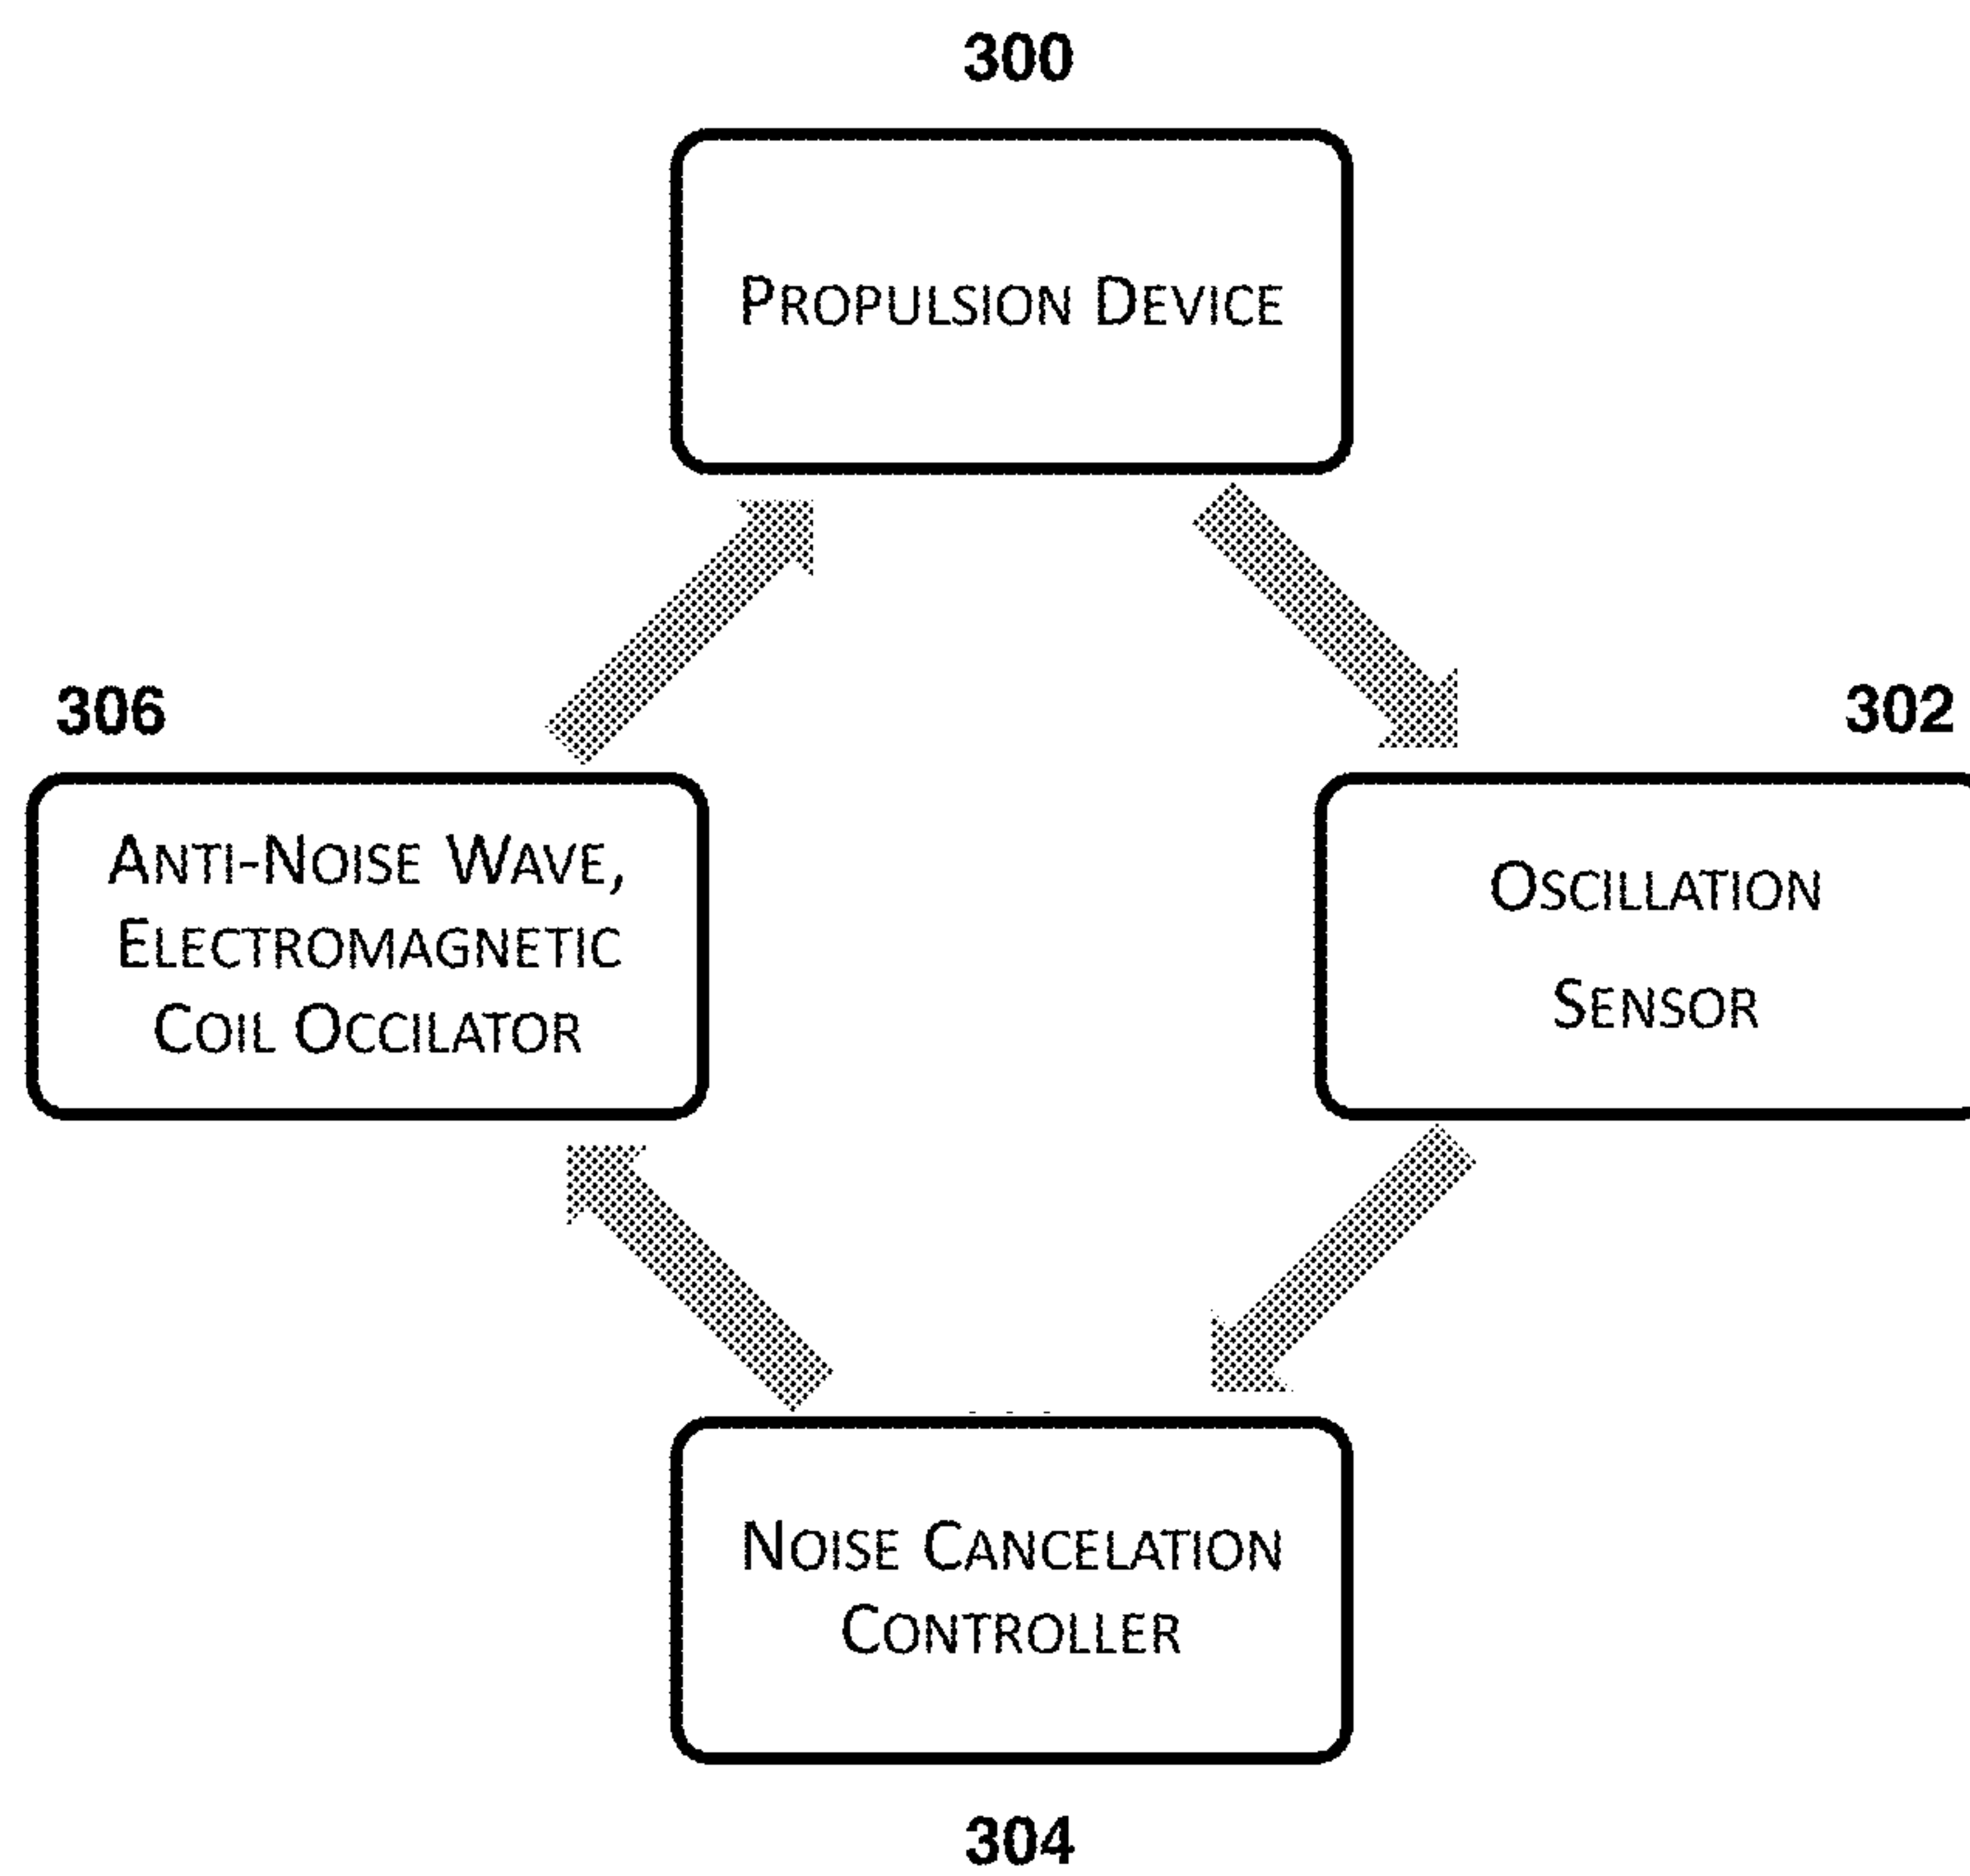 300
PROPULSION DEVICE
306
302
ANTI-NOISE WAVE,
ELECTROMAGNETIC
COIL OCCILATOR
OSCILLATION
SENSOR
NOISE CANCELATION
CONTROLLER
304